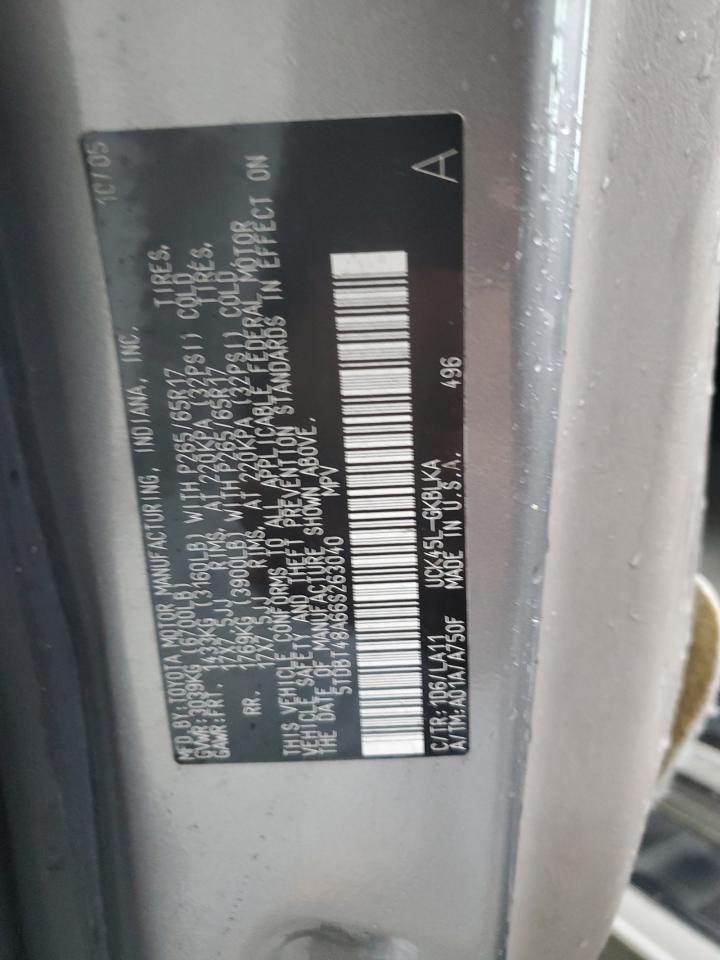 MFD BY:TOYOTA MOTOR MANUFACTURING, INDIANA, INC. 10/05
GVWR:3039KG (6700LB)
GAWR:FRT. 1433KG (3160LB) WITH P265/65R17 TIRES,
17X7.5JJ RIMS, AT 220KPA (32PSI) COLD
RR. 1769KG (3900LB) WITH P265/65R17 TIRES,
17X7.5JJ RIMS, AT 220KPA (32PSI) COLD
THIS VEHICLE CONFORMS TO ALL APPLICABLE FEDERAL MOTOR
VEHICLE SAFETY AND THEFT PREVENTION STANDARDS IN EFFECT ON
THE DATE OF MANUFACTURE SHOWN ABOVE.
5TDBT48A66S263040 MPV
C/TR:1D6/LA11 UCK45L-GKBLKA
A/TM:A01A/A750F MADE IN U.S.A. 496 A